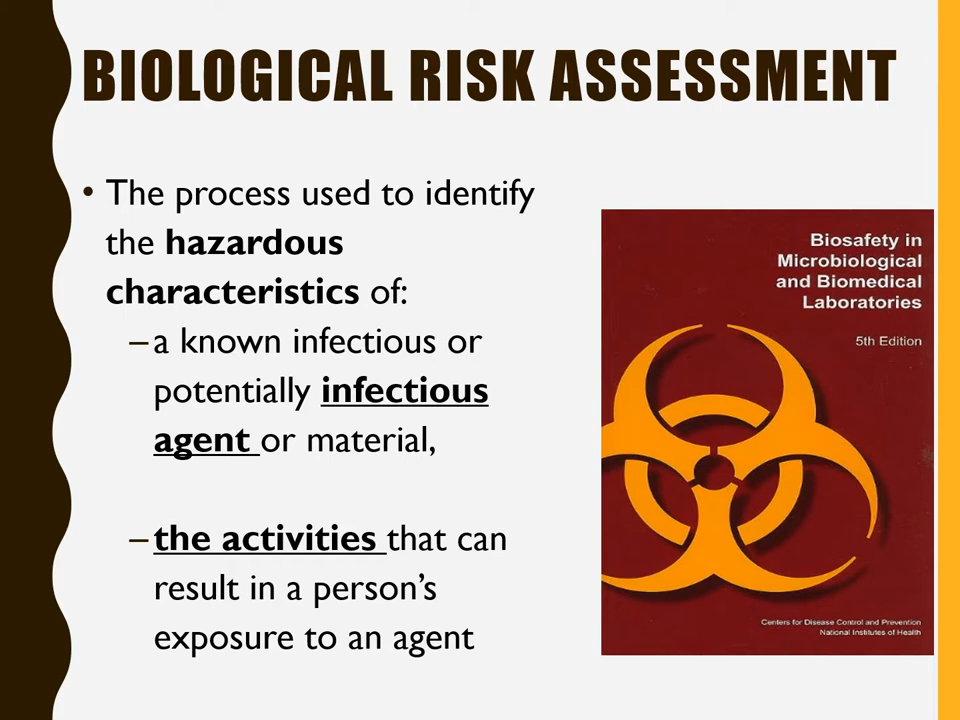 BIOLOGICAL RISK ASSESSMENT
• The process used to identify
the hazardous
characteristics of:
–a known infectious or
potentially infectious
agent or material,
–the activities that can
result in a person’s
exposure to an agent
Biosafety in
Microbiological
and Biomedical
Laboratories
5th Edition
Centers for Disease Control and Prevention
National Institutes of Health